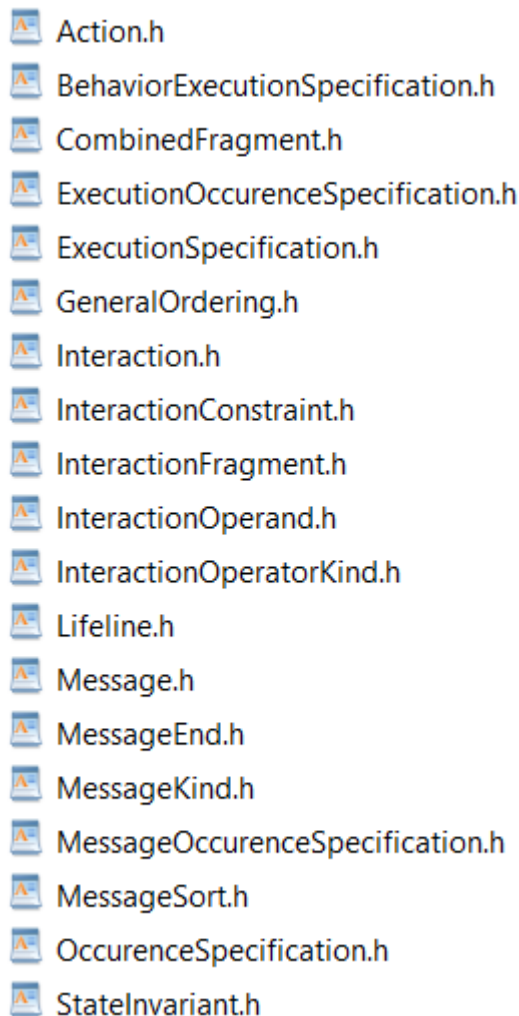 Action.h
BehaviorExecutionSpecification.h
CombinedFragment.h
ExecutionOccurenceSpecification.h
ExecutionSpecification.h
GeneralOrdering.h
Interaction.h
InteractionConstraint.h
InteractionFragment.h
InteractionOperand.h
InteractionOperatorKind.h
Lifeline.h
Message.h
MessageEnd.h
MessageKind.h
MessageOccurenceSpecification.h
MessageSort.h
OccurenceSpecification.h
StateInvariant.h